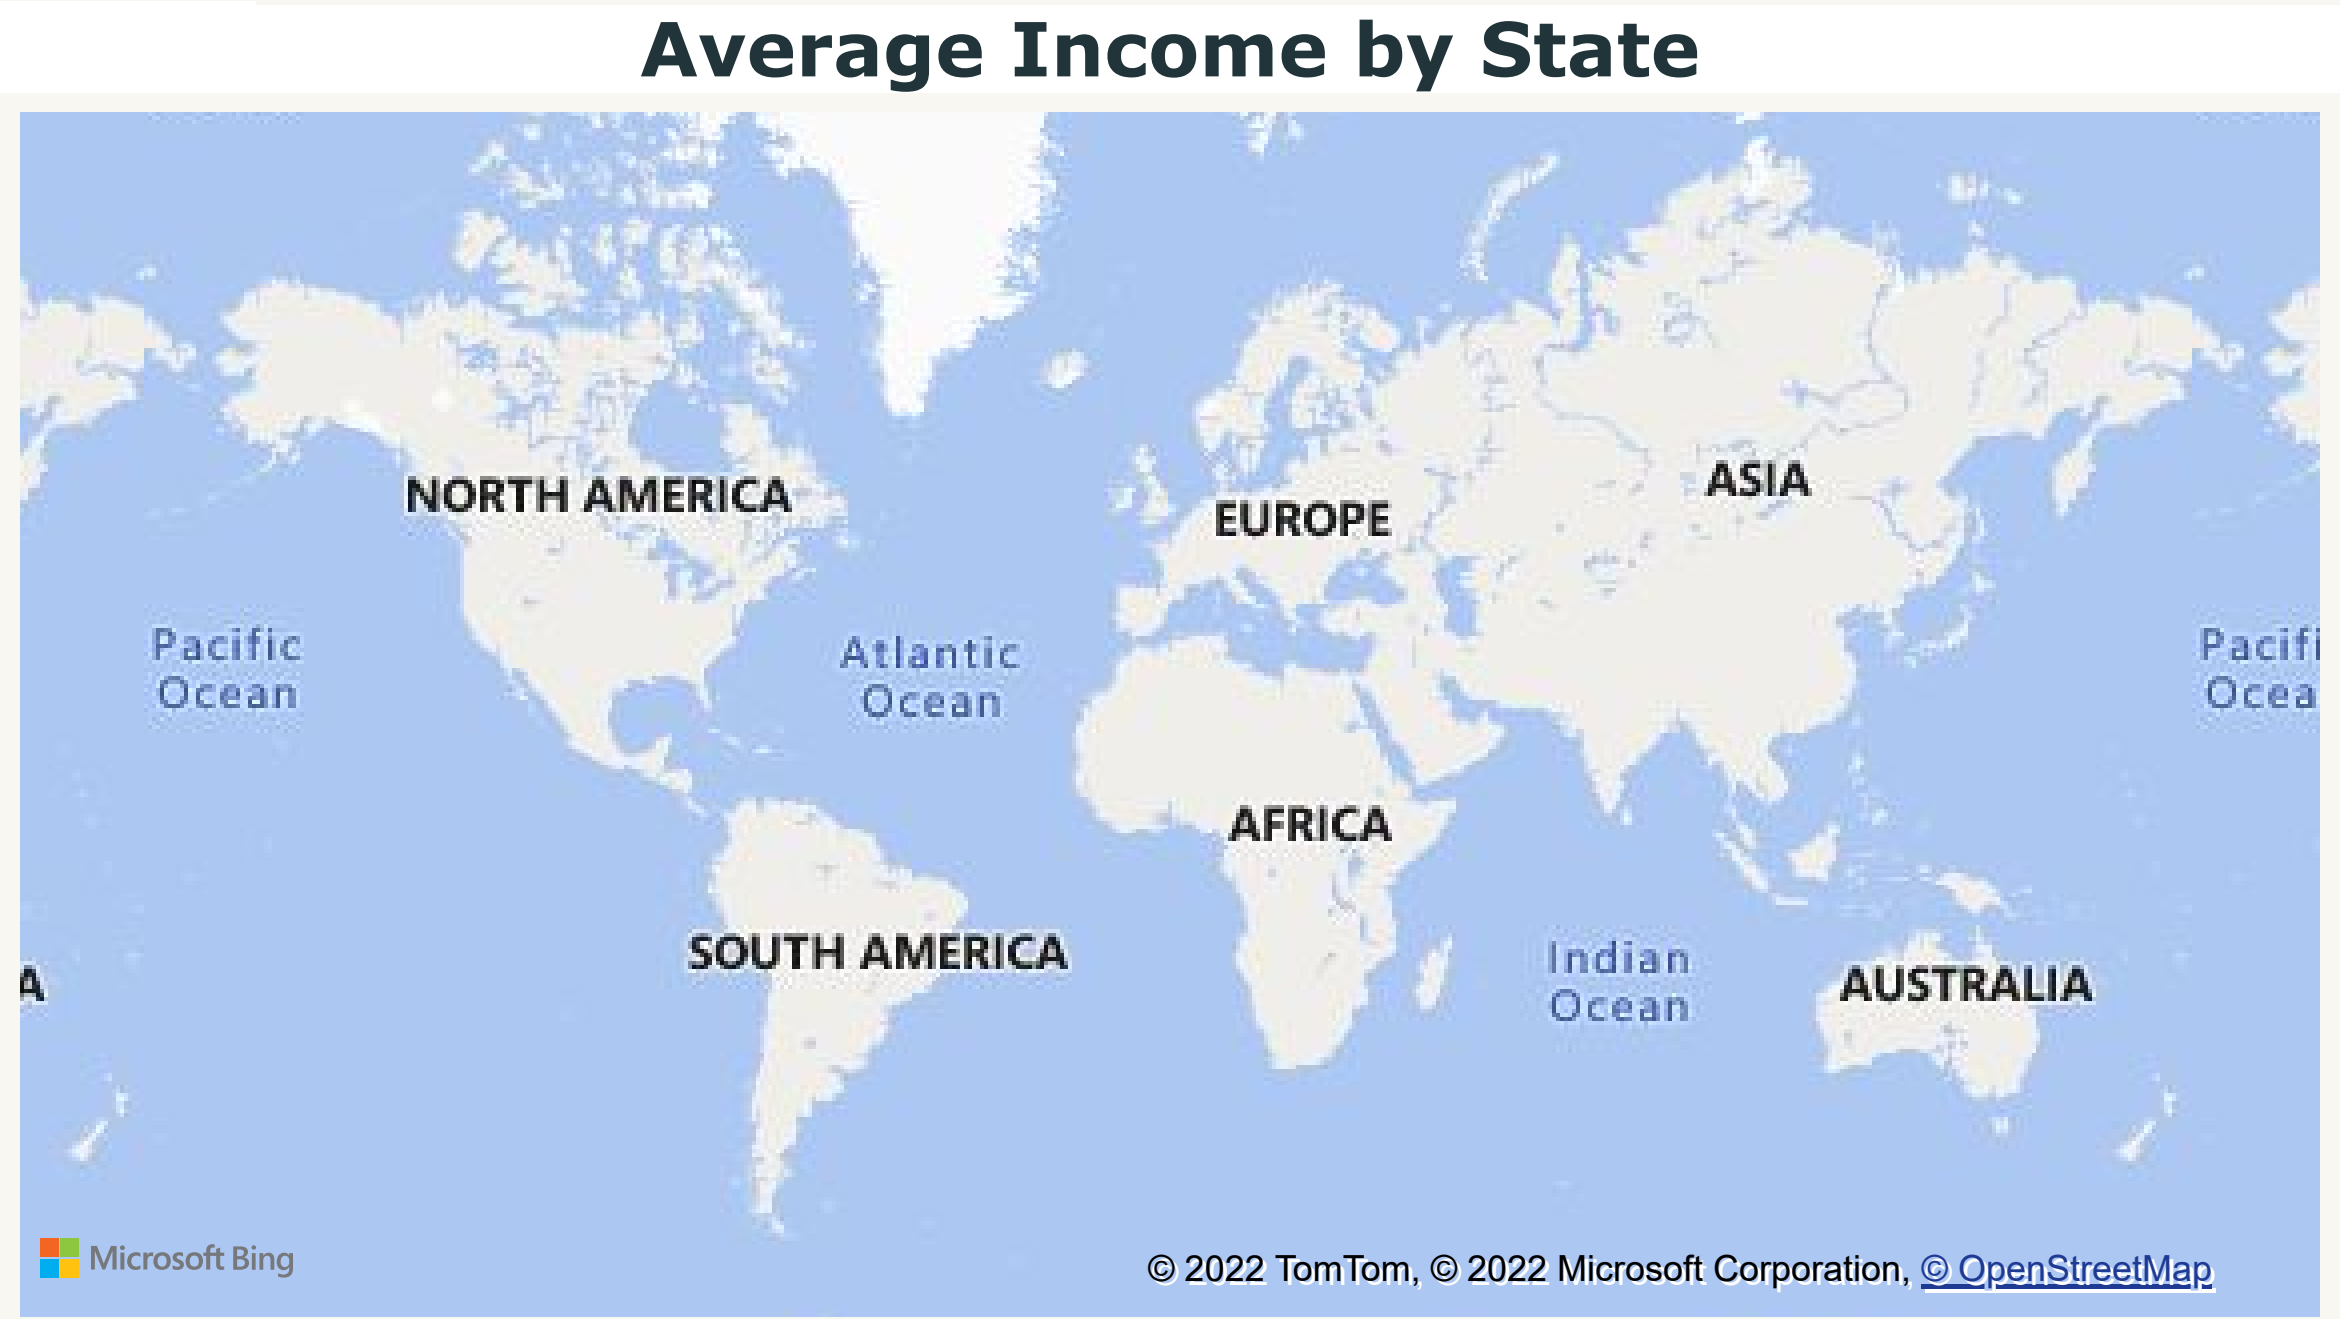 Average Income by State
NORTH AMERICA
ASIA
EUROPE
Pacific
Ocean
Atlantic
Ocean
Pacifi
Ocea
AFRICA
SOUTH AMERICA
Indian
Ocean
A
AUSTRALIA
Microsoft Bing
© 2022 TomTom, © 2022 Microsoft Corporation, © OpenStreetMap